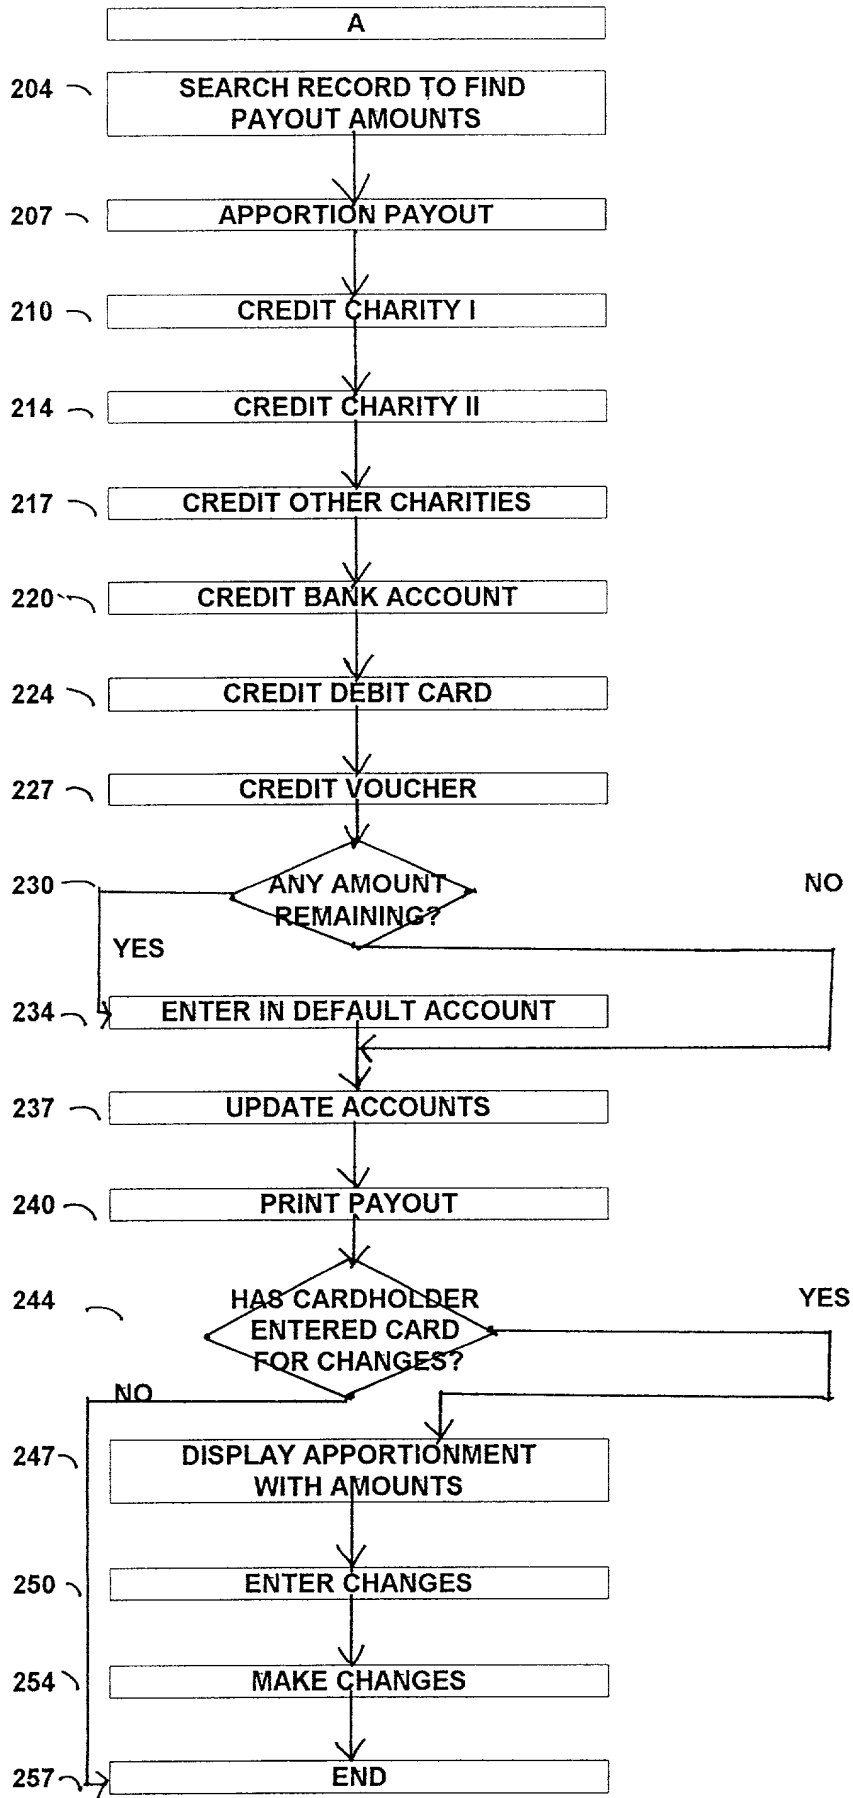 A
204 SEARCH RECORD TO FIND
PAYOUT AMOUNTS
207 APPORTION PAYOUT
210 CREDIT CHARITY I
214 CREDIT CHARITY II
217 CREDIT OTHER CHARITIES
220 CREDIT BANK ACCOUNT
224 CREDIT DEBIT CARD
227 CREDIT VOUCHER
230 ANY AMOUNT NO
REMAINING?
YES
234 ENTER IN DEFAULT ACCOUNT
237 UPDATE ACCOUNTS
240 PRINT PAYOUT
244 HAS CARDHOLDER YES
ENTERED CARD
FOR CHANGES?
NO
247 DISPLAY APPORTIONMENT
WITH AMOUNTS
250 ENTER CHANGES
254 MAKE CHANGES
257 END